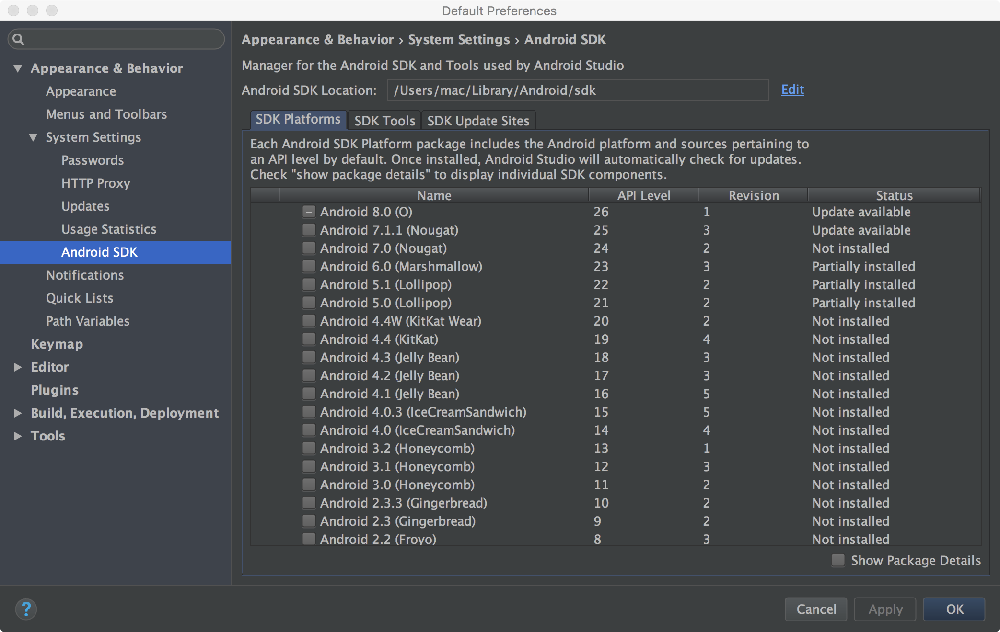 Default Preferences
Appearance & Behavior
Appearance
Menus and Toolbars
System Settings
Passwords
HTTP Proxy
Updates
Usage Statistics
Android SDK
Notifications
Quick Lists
Path Variables
Keymap
Editor
Plugins
Build, Execution, Deployment
Tools
Appearance & Behavior › System Settings › Android SDK
Manager for the Android SDK and Tools used by Android Studio
Android SDK Location: /Users/mac/Library/Android/sdk Edit
SDK Platforms SDK Tools SDK Update Sites
Each Android SDK Platform package includes the Android platform and sources pertaining to
an API level by default. Once installed, Android Studio will automatically check for updates.
Check "show package details" to display individual SDK components.
Name API Level Revision Status
Android 8.0 (O) 26 1 Update available
Android 7.1.1 (Nougat) 25 3 Update available
Android 7.0 (Nougat) 24 2 Not installed
Android 6.0 (Marshmallow) 23 3 Partially installed
Android 5.1 (Lollipop) 22 2 Partially installed
Android 5.0 (Lollipop) 21 2 Partially installed
Android 4.4W (KitKat Wear) 20 2 Not installed
Android 4.4 (KitKat) 19 4 Not installed
Android 4.3 (Jelly Bean) 18 3 Not installed
Android 4.2 (Jelly Bean) 17 3 Not installed
Android 4.1 (Jelly Bean) 16 5 Not installed
Android 4.0.3 (IceCreamSandwich) 15 5 Not installed
Android 4.0 (IceCreamSandwich) 14 4 Not installed
Android 3.2 (Honeycomb) 13 1 Not installed
Android 3.1 (Honeycomb) 12 3 Not installed
Android 3.0 (Honeycomb) 11 2 Not installed
Android 2.3.3 (Gingerbread) 10 2 Not installed
Android 2.3 (Gingerbread) 9 2 Not installed
Android 2.2 (Froyo) 8 3 Not installed
Show Package Details
? Cancel Apply OK